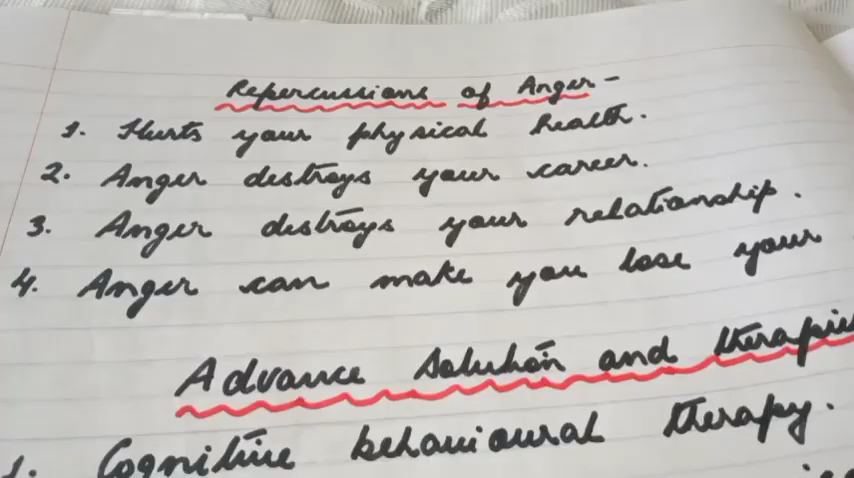 Repercussions of Anger -
1. Hurts your physical health.
2. Anger destroys your career.
3. Anger destroys your relationship.
4. Anger can make you lose your
Advance solution and therapies
1. Cognitive behavioural therapy.